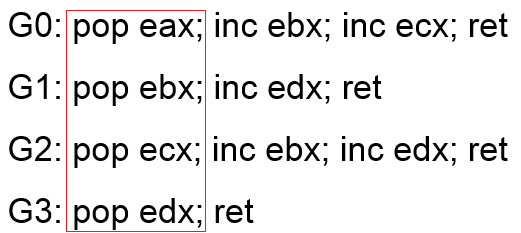 G0: pop eax; inc ebx; inc ecx; ret
G1: pop ebx; inc edx; ret
G2: pop ecx; inc ebx; inc edx; ret
G3: pop edx; ret